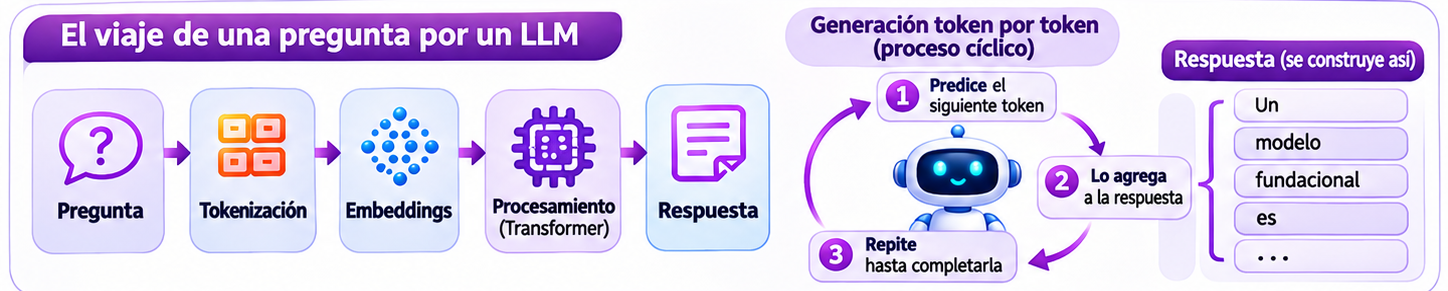 El viaje de una pregunta por un LLM
Pregunta
Tokenización
Embeddings
Procesamiento
(Transformer)
Respuesta
Generación token por token
(proceso cíclico)
1 Predice el
siguiente token
2 Lo agrega
a la respuesta
3 Repite
hasta completarla
Respuesta (se construye así)
Un
modelo
fundacional
es
...